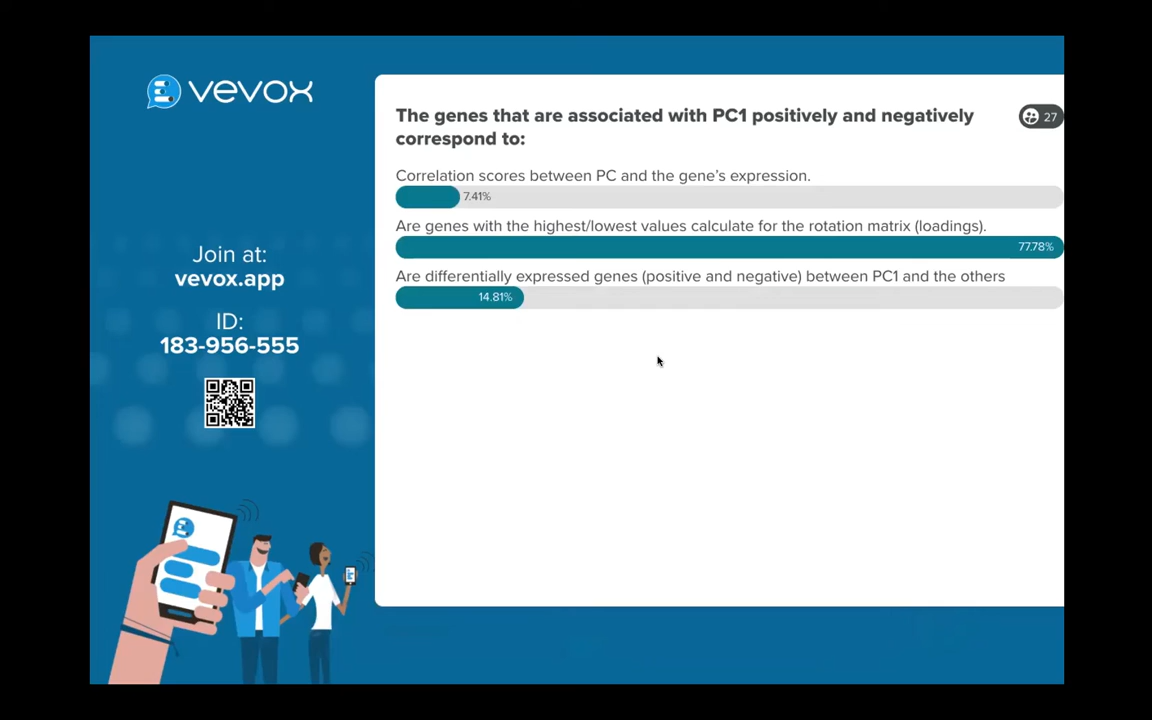 vevox
The genes that are associated with PC1 positively and negatively
correspond to:
27
Correlation scores between PC and the gene's expression.
7.41%
Are genes with the highest/lowest values calculate for the rotation matrix (loadings).
77.78%
Are differentially expressed genes (positive and negative) between PC1 and the others
14.81%
Join at:
vevox.app
ID:
183-956-555